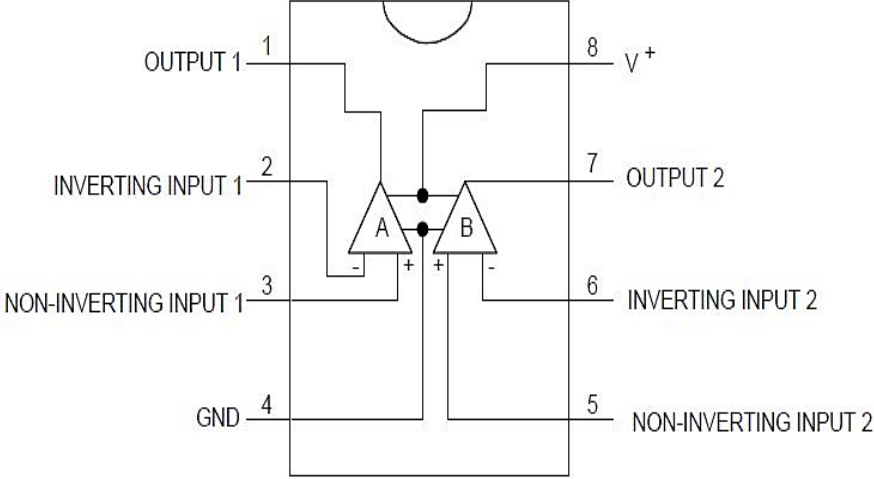 OUTPUT 1 1
8 V+
INVERTING INPUT 1 2
7 OUTPUT 2
A B
- + + -
NON-INVERTING INPUT 1 3
6 INVERTING INPUT 2
GND 4
5 NON-INVERTING INPUT 2